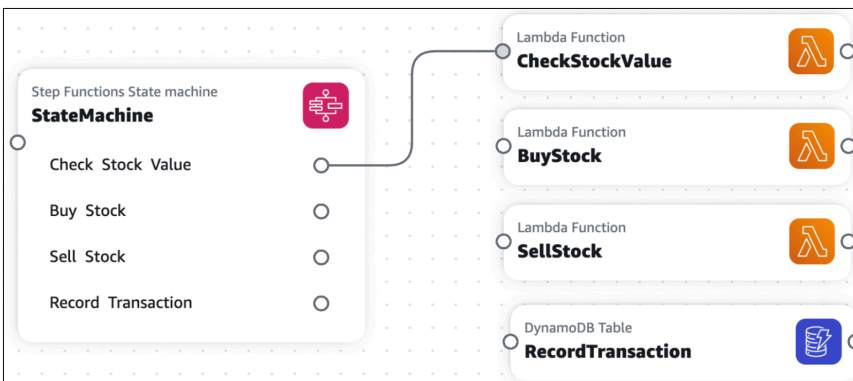 Step Functions State machine
StateMachine
Check Stock Value
Buy Stock
Sell Stock
Record Transaction
Lambda Function
CheckStockValue
Lambda Function
BuyStock
Lambda Function
SellStock
DynamoDB Table
RecordTransaction